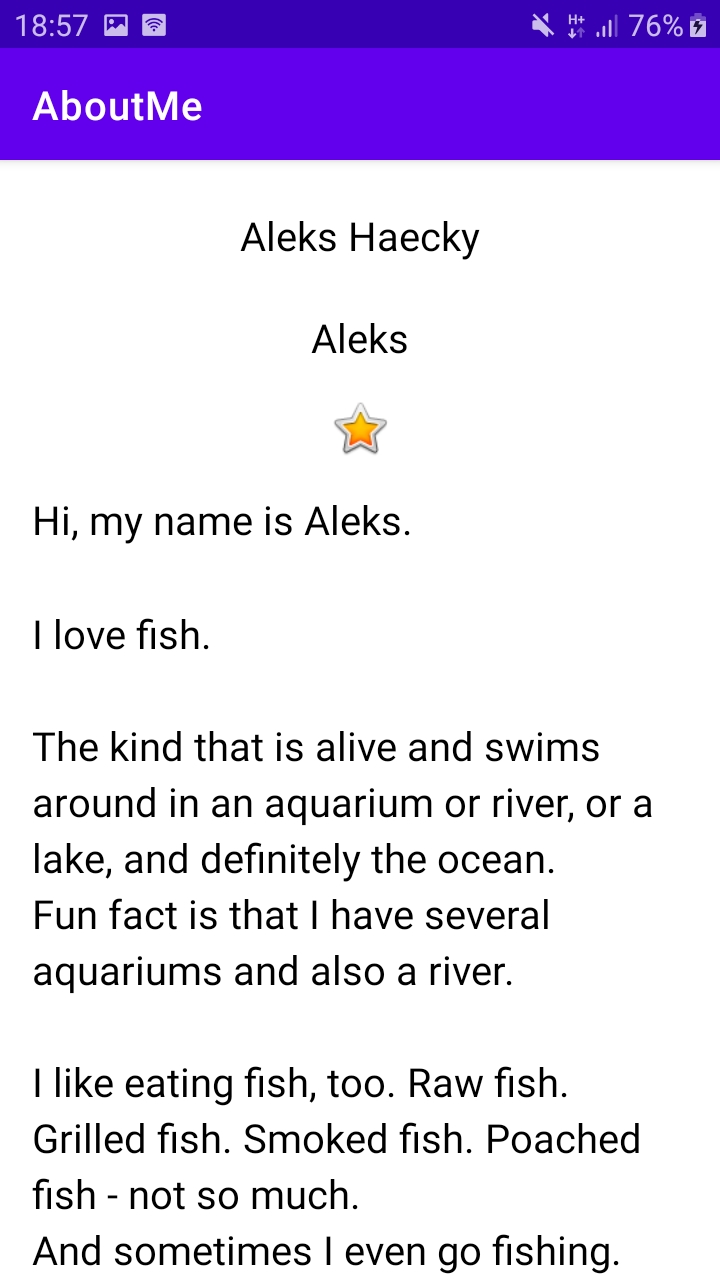 18:57 H+ 76%
AboutMe
Aleks Haecky
Aleks
Hi, my name is Aleks.
I love fish.
The kind that is alive and swims
around in an aquarium or river, or a
lake, and definitely the ocean.
Fun fact is that I have several
aquariums and also a river.
I like eating fish, too. Raw fish.
Grilled fish. Smoked fish. Poached
fish - not so much.
And sometimes I even go fishing.